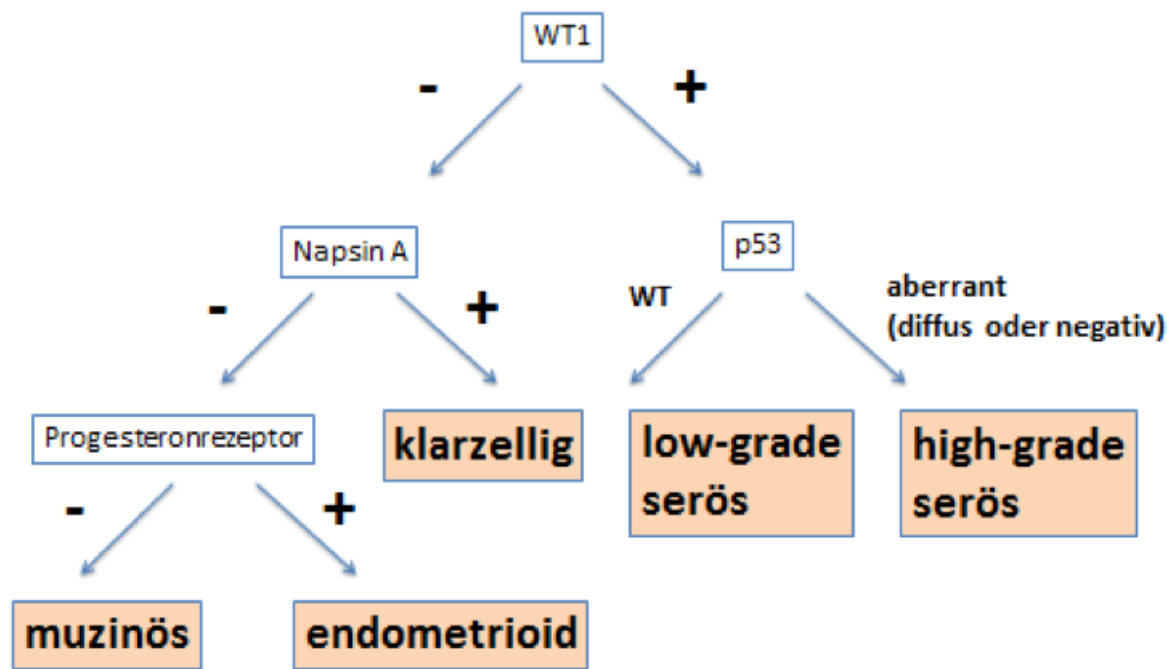 WT1
-
+
Napsin A
p53
-
+
WT
aberrant
(diffus oder negativ)
Progesteronrezeptor
klarzellig
low-grade
serös
high-grade
serös
-
+
muzinös
endometrioid